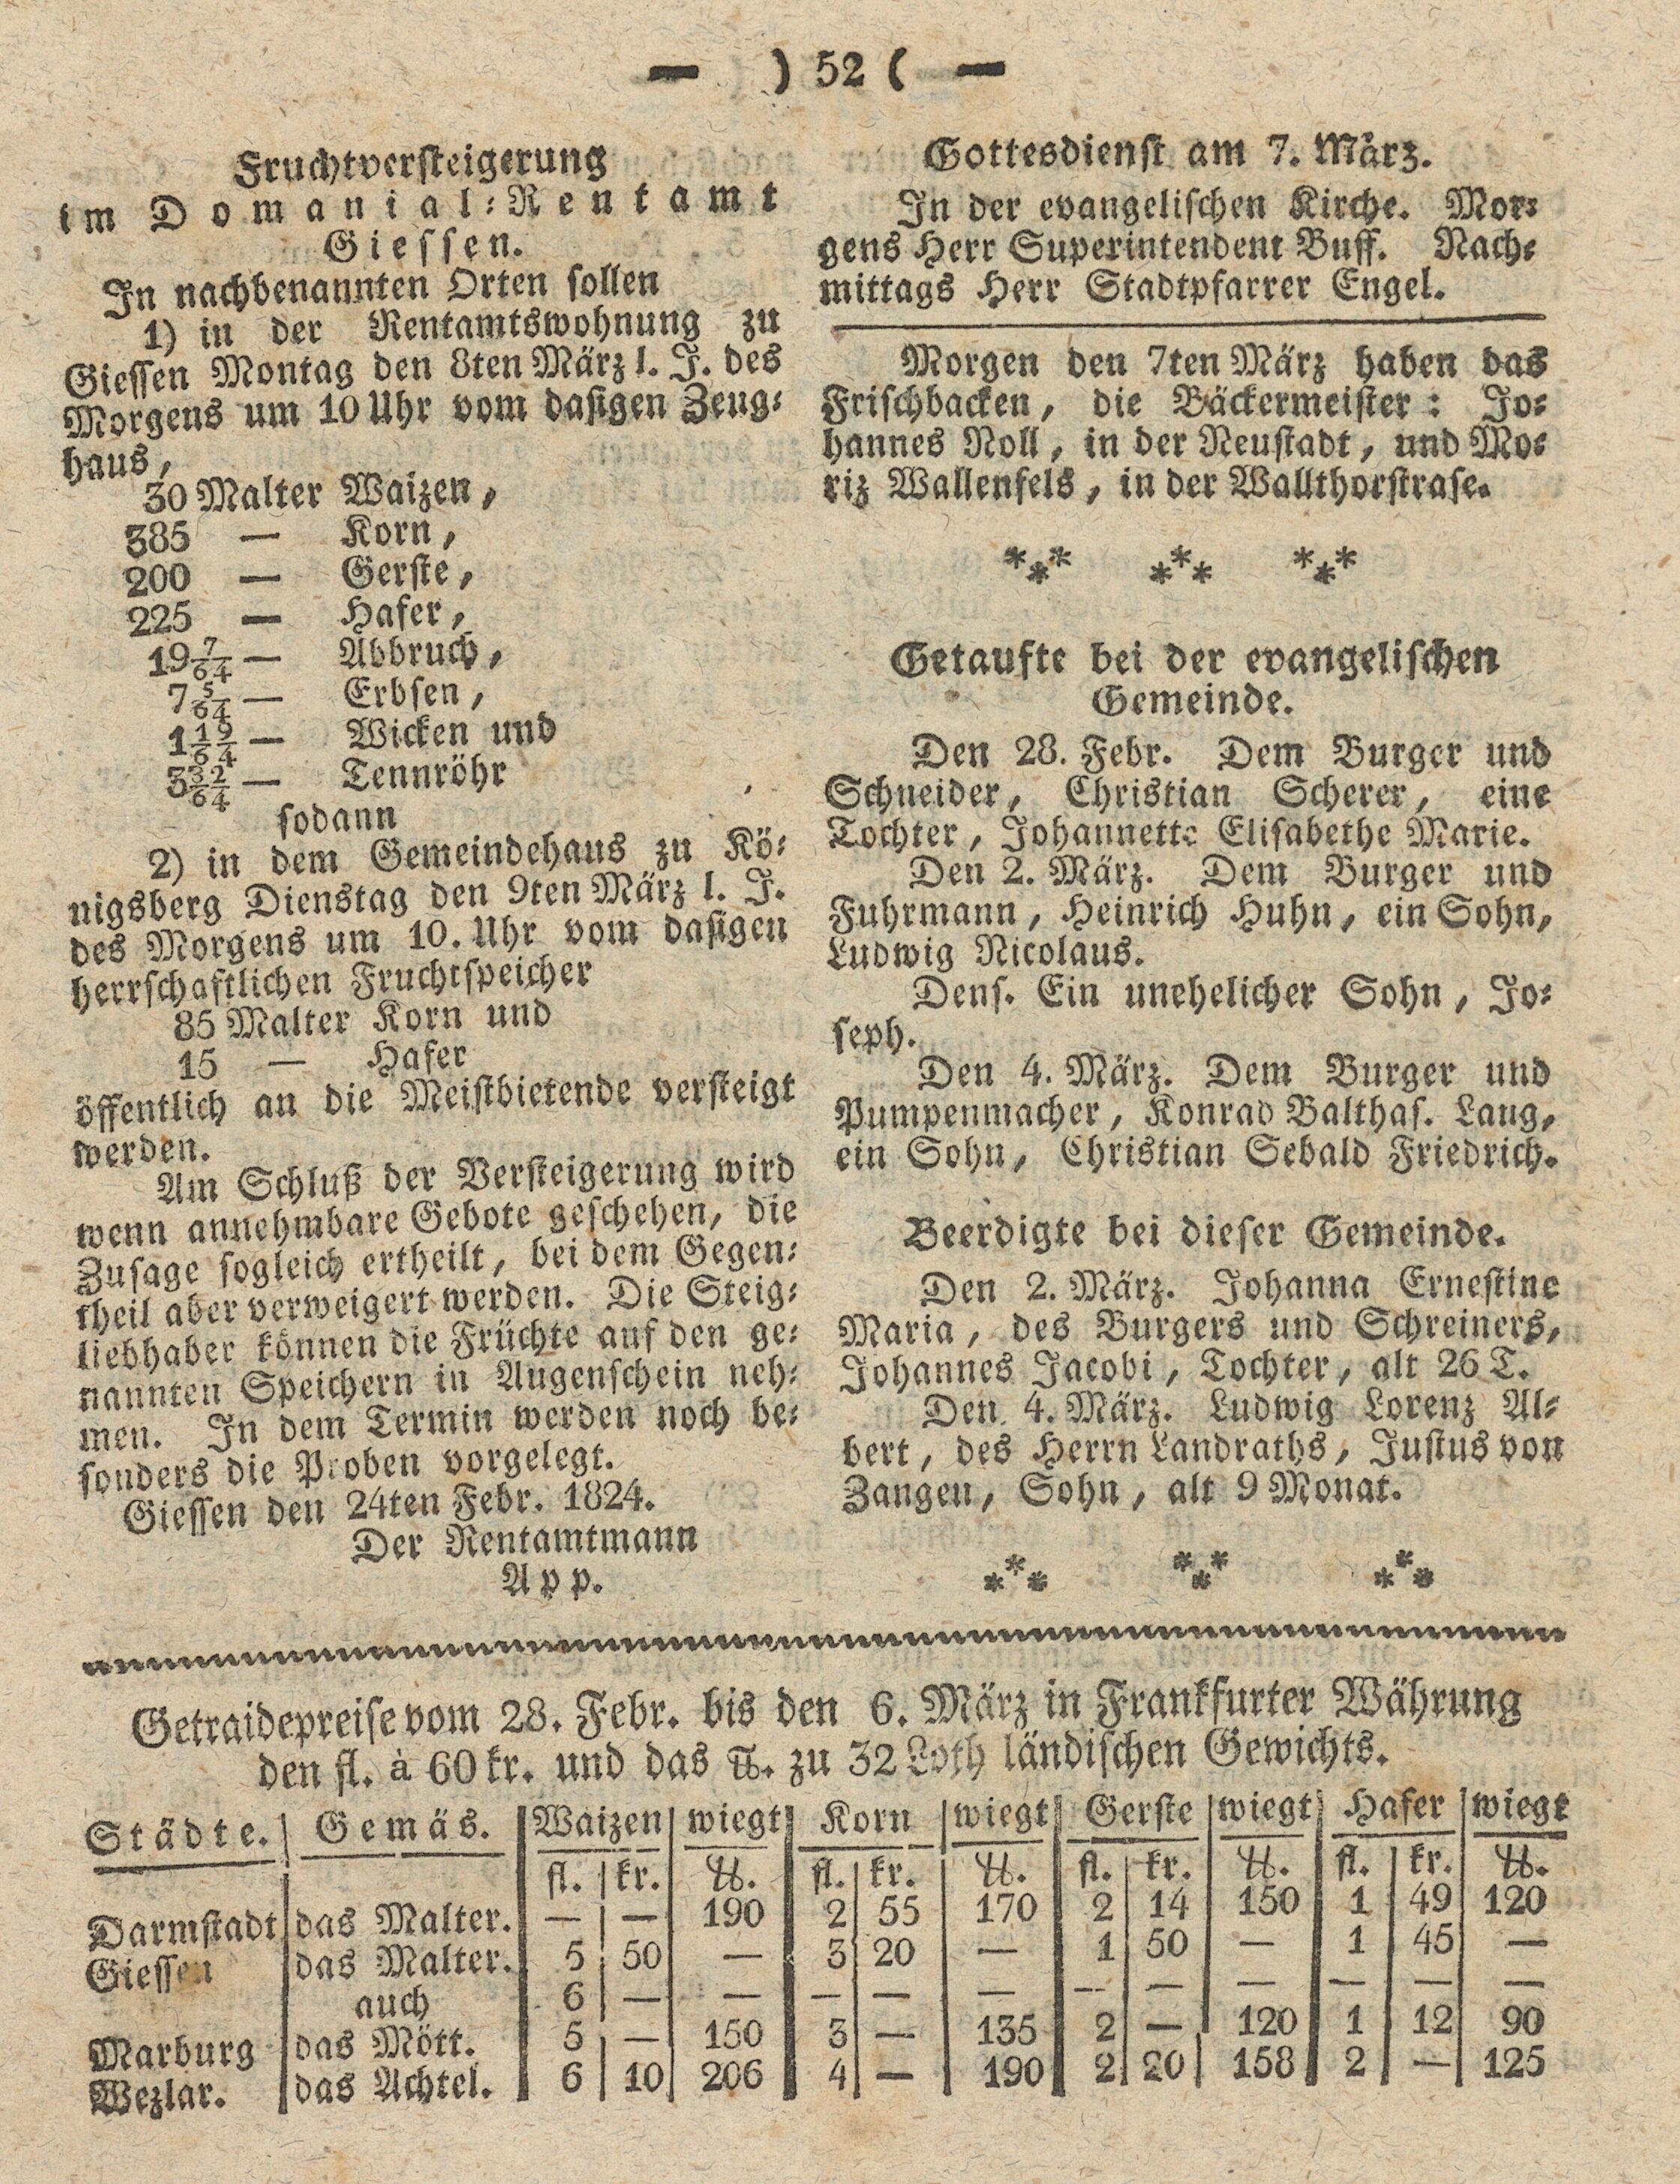 — ) 52 ( —
Fruchtversteigerung
im Domanial-Rentamt
Giessen.
In nachbenannten Orten sollen
1) in der Rentamtswohnung zu
Giessen Montag den 8ten März l. J. des
Morgens um 10 Uhr vom dasigen Zeug-
haus,
30 Malter Waizen,
385 — Korn,
200 — Gerste,
225 — Hafer,
19 7/64 — Abbruch,
7 5/64 — Erbsen,
1 19/64 — Wicken und
3 32/64 — Tennröhr
sodann
2) in dem Gemeindehaus zu Kö-
nigsberg Dienstag den 9ten März l. J.
des Morgens um 10. Uhr vom dasigen
herrschaftlichen Fruchtspeicher
85 Malter Korn und
15 — Hafer
öffentlich an die Meistbietende versteigt
werden.
Am Schluß der Versteigerung wird
wenn annehmbare Gebote geschehen, die
Zusage sogleich ertheilt, bei dem Gegen-
theil aber verweigert werden. Die Steig-
liebhaber können die Früchte auf den ge-
nannten Speichern in Augenschein neh-
men. In dem Termin werden noch be-
sonders die Proben vorgelegt.
Giessen den 24ten Febr. 1824.
Der Rentamtmann
App.
Gottesdienst am 7. März.
In der evangelischen Kirche. Mor-
gens Herr Superintendent Buff. Nach-
mittags Herr Stadtpfarrer Engel.
Morgen den 7ten März haben das
Frischbacken, die Bäckermeister: Jo-
hannes Noll, in der Neustadt, und Mo-
riz Wallenfels, in der Wallthorstrase.
*** *** ***
Getaufte bei der evangelischen
Gemeinde.
Den 28. Febr. Dem Burger und
Schneider, Christian Scherer, eine
Tochter, Johannette Elisabethe Marie.
Den 2. März. Dem Burger und
Fuhrmann, Heinrich Huhn, ein Sohn,
Ludwig Nicolaus.
Dens. Ein unehelicher Sohn, Jo-
seph.
Den 4. März. Dem Burger und
Pumpenmacher, Konrad Balthas. Lang,
ein Sohn, Christian Sebald Friedrich.
Beerdigte bei dieser Gemeinde.
Den 2. März. Johanna Ernestine
Maria, des Burgers und Schreiners,
Johannes Jacobi, Tochter, alt 26 T.
Den 4. März. Ludwig Lorenz Al-
bert, des Herrn Landraths, Justus von
Zangen, Sohn, alt 9 Monat.
*** *** ***
Getraidepreise vom 28. Febr. bis den 6. März in Frankfurter Währung
den fl. à 60 kr. und das ℔. zu 32 Loth ländischen Gewichts.
Städte. Gemäs. Waizen wiegt Korn wiegt Gerste wiegt Hafer wiegt
fl. kr. ℔. fl. kr. ℔. fl. kr. ℔. fl. kr. ℔.
Darmstadt das Malter. — — 190 2 55 170 2 14 150 1 49 120
Giessen das Malter. 5 50 — 3 20 — 1 50 — 1 45 —
auch 6 — — — — — — — — — — —
Marburg das Mött. 5 — 150 3 — 135 2 — 120 1 12 90
Wezlar. das Achtel. 6 10 206 4 — 190 2 20 158 2 — 125